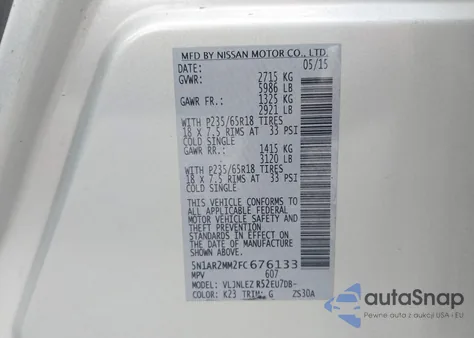 MFD BY NISSAN MOTOR CO., LTD.
DATE: 05/15
GVWR: 2715 KG
5986 LB
GAWR FR.: 1325 KG
2921 LB
WITH P235/65R18 TIRES
18 X 7.5 RIMS AT 33 PSI
COLD SINGLE
GAWR RR.: 1415 KG
3120 LB
WITH P235/65R18 TIRES
18 X 7.5 RIMS AT 33 PSI
COLD SINGLE
THIS VEHICLE CONFORMS TO
ALL APPLICABLE FEDERAL
MOTOR VEHICLE SAFETY
AND THEFT PREVENTION
STANDARDS IN EFFECT ON
THE DATE OF MANUFACTURE
SHOWN ABOVE.
5N1AR2MM2FC676133
MPV 607
MODEL: VLJNLEZ R52EU7DB-
COLOR: K23 TRIM: G ZS30A
autoSnap
Pewne auto z aukcji w USA